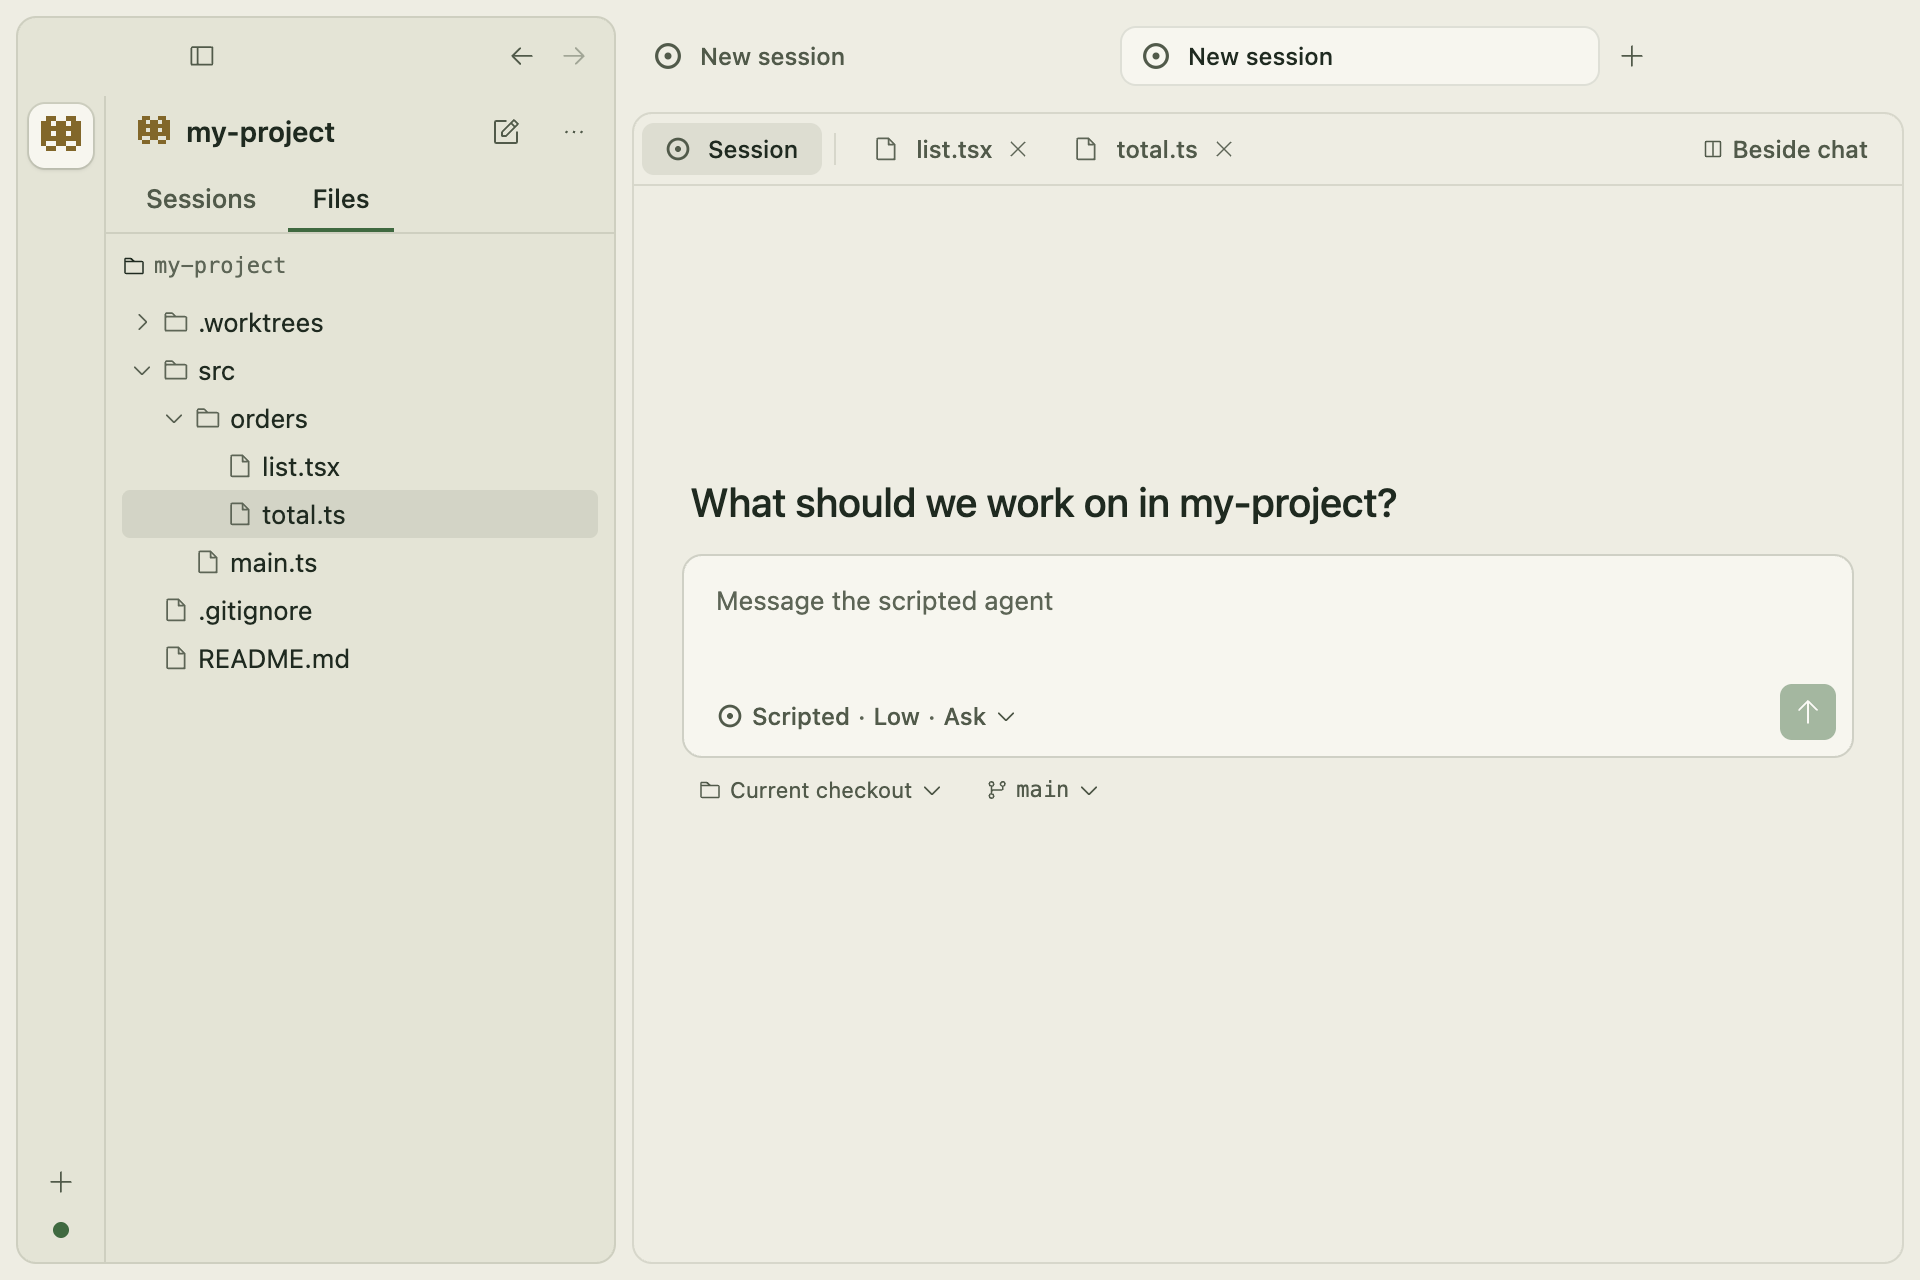 New session
New session
my-project
Session
list.tsx
total.ts
Beside chat
Sessions
Files
my-project
.worktrees
src
orders
list.tsx
total.ts
main.ts
.gitignore
README.md
What should we work on in my-project?
Message the scripted agent
Scripted · Low · Ask
Current checkout
main